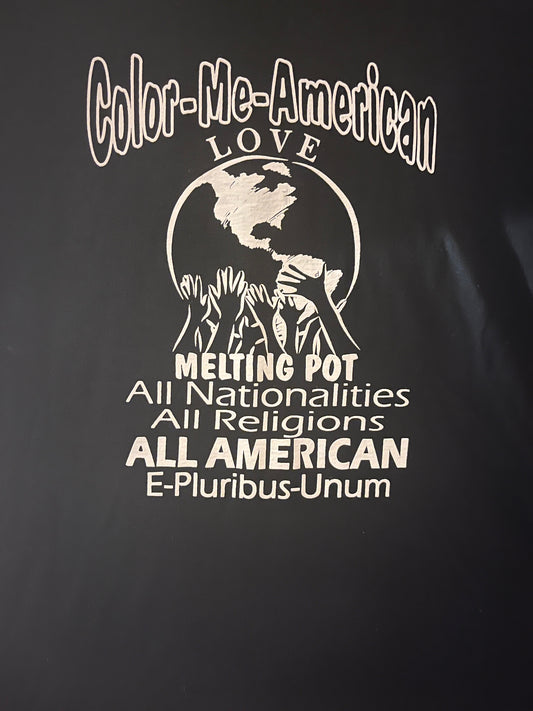 Color-Me-American
LOVE
MELTING POT
All Nationalities
All Religions
ALL AMERICAN
E-Pluribus-Unum